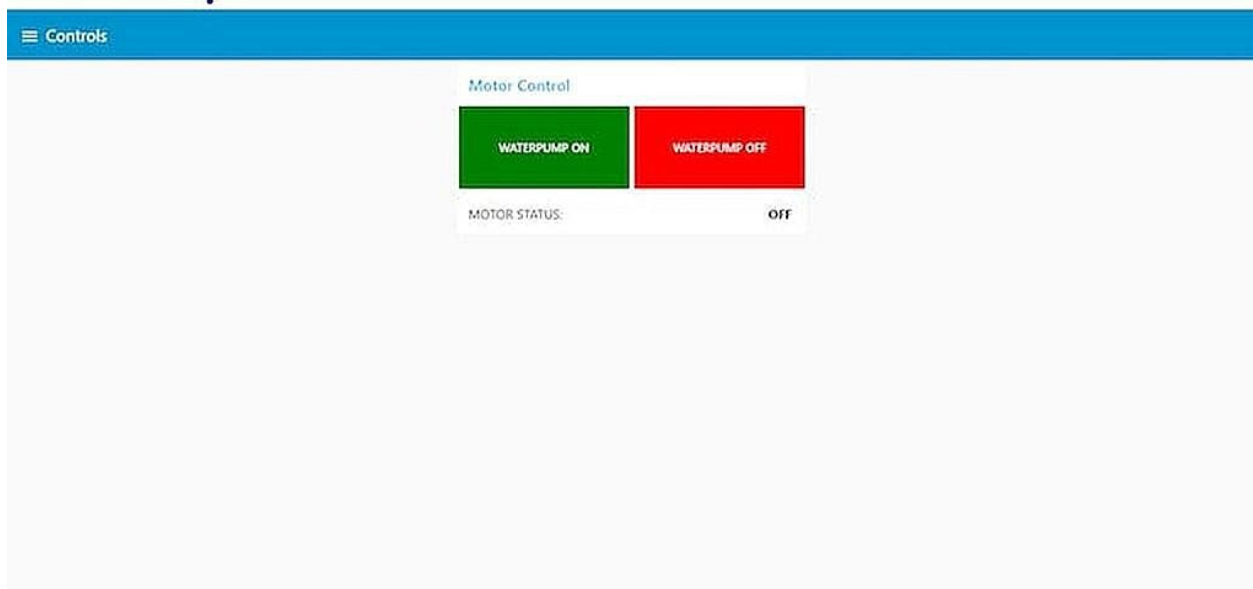 Controls
Motor Control
WATERPUMP ON WATERPUMP OFF
MOTOR STATUS: OFF